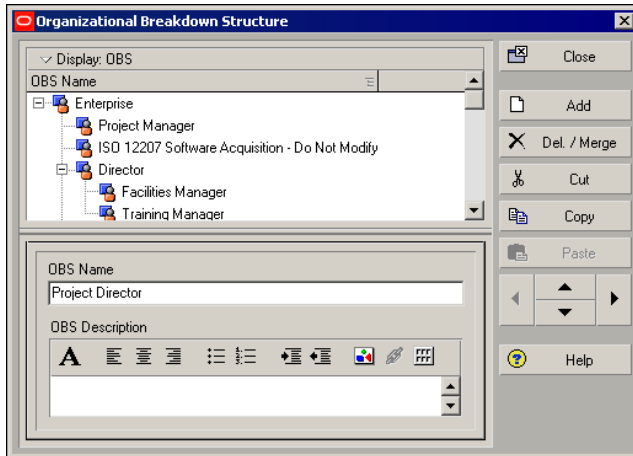 Organizational Breakdown Structure
Display: OBS
OBS Name
Enterprise
Project Manager
ISO 12207 Software Acquisition - Do Not Modify
Director
Facilities Manager
Training Manager
OBS Name
Project Director
OBS Description
A
Close
Add
Del. / Merge
Cut
Copy
Paste
Help